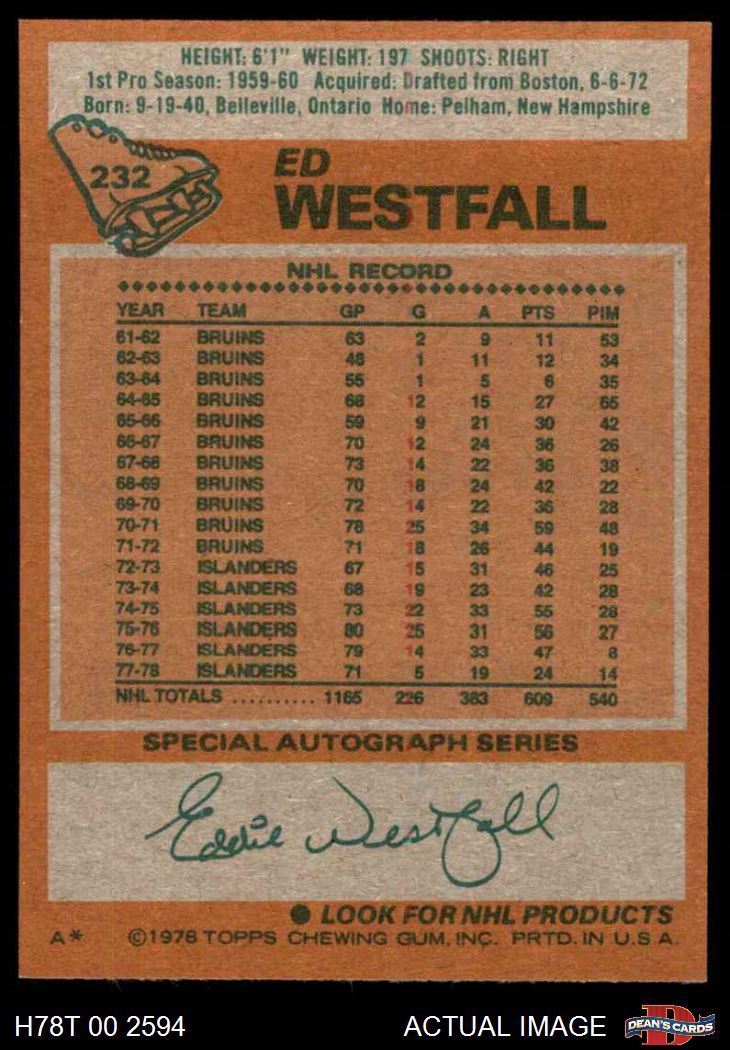 HEIGHT: 6'1" WEIGHT: 197 SHOOTS: RIGHT
1st Pro Season: 1959-60 Acquired: Drafted from Boston, 6-6-72
Born: 9-19-40, Belleville, Ontario Home: Pelham, New Hampshire
232
ED
WESTFALL
NHL RECORD
YEAR TEAM GP G A PTS PIM
61-62 BRUINS 63 2 9 11 53
62-63 BRUINS 48 1 11 12 34
63-64 BRUINS 55 1 5 6 35
64-65 BRUINS 68 12 15 27 65
65-66 BRUINS 59 9 21 30 42
66-67 BRUINS 70 12 24 36 26
67-68 BRUINS 73 14 22 36 38
68-69 BRUINS 70 18 24 42 22
69-70 BRUINS 72 14 22 36 28
70-71 BRUINS 78 25 34 59 48
71-72 BRUINS 71 18 26 44 19
72-73 ISLANDERS 67 15 31 46 25
73-74 ISLANDERS 68 19 23 42 28
74-75 ISLANDERS 73 22 33 55 28
75-76 ISLANDERS 80 25 31 56 27
76-77 ISLANDERS 79 14 33 47 8
77-78 ISLANDERS 71 5 19 24 14
NHL TOTALS .......... 1165 226 383 609 540
SPECIAL AUTOGRAPH SERIES
Eddie Westfall
● LOOK FOR NHL PRODUCTS
A* ©1978 TOPPS CHEWING GUM, INC. PRTD. IN U.S.A.
H78T 00 2594 ACTUAL IMAGE DEAN'S CARDS